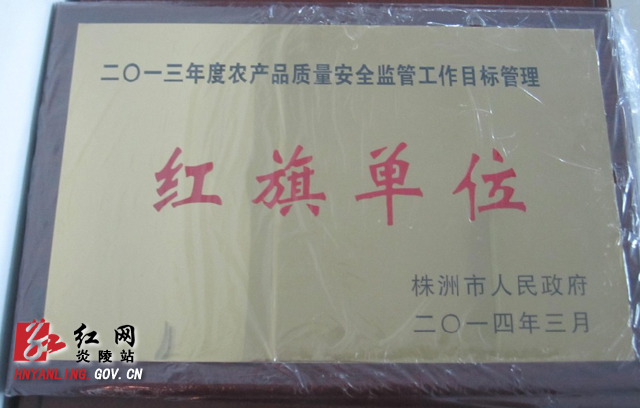 二〇一三年度农产品质量安全监管工作目标管理
红旗单位
株洲市人民政府
二〇一四年三月
红网
炎陵站
HNYANLING.GOV.CN